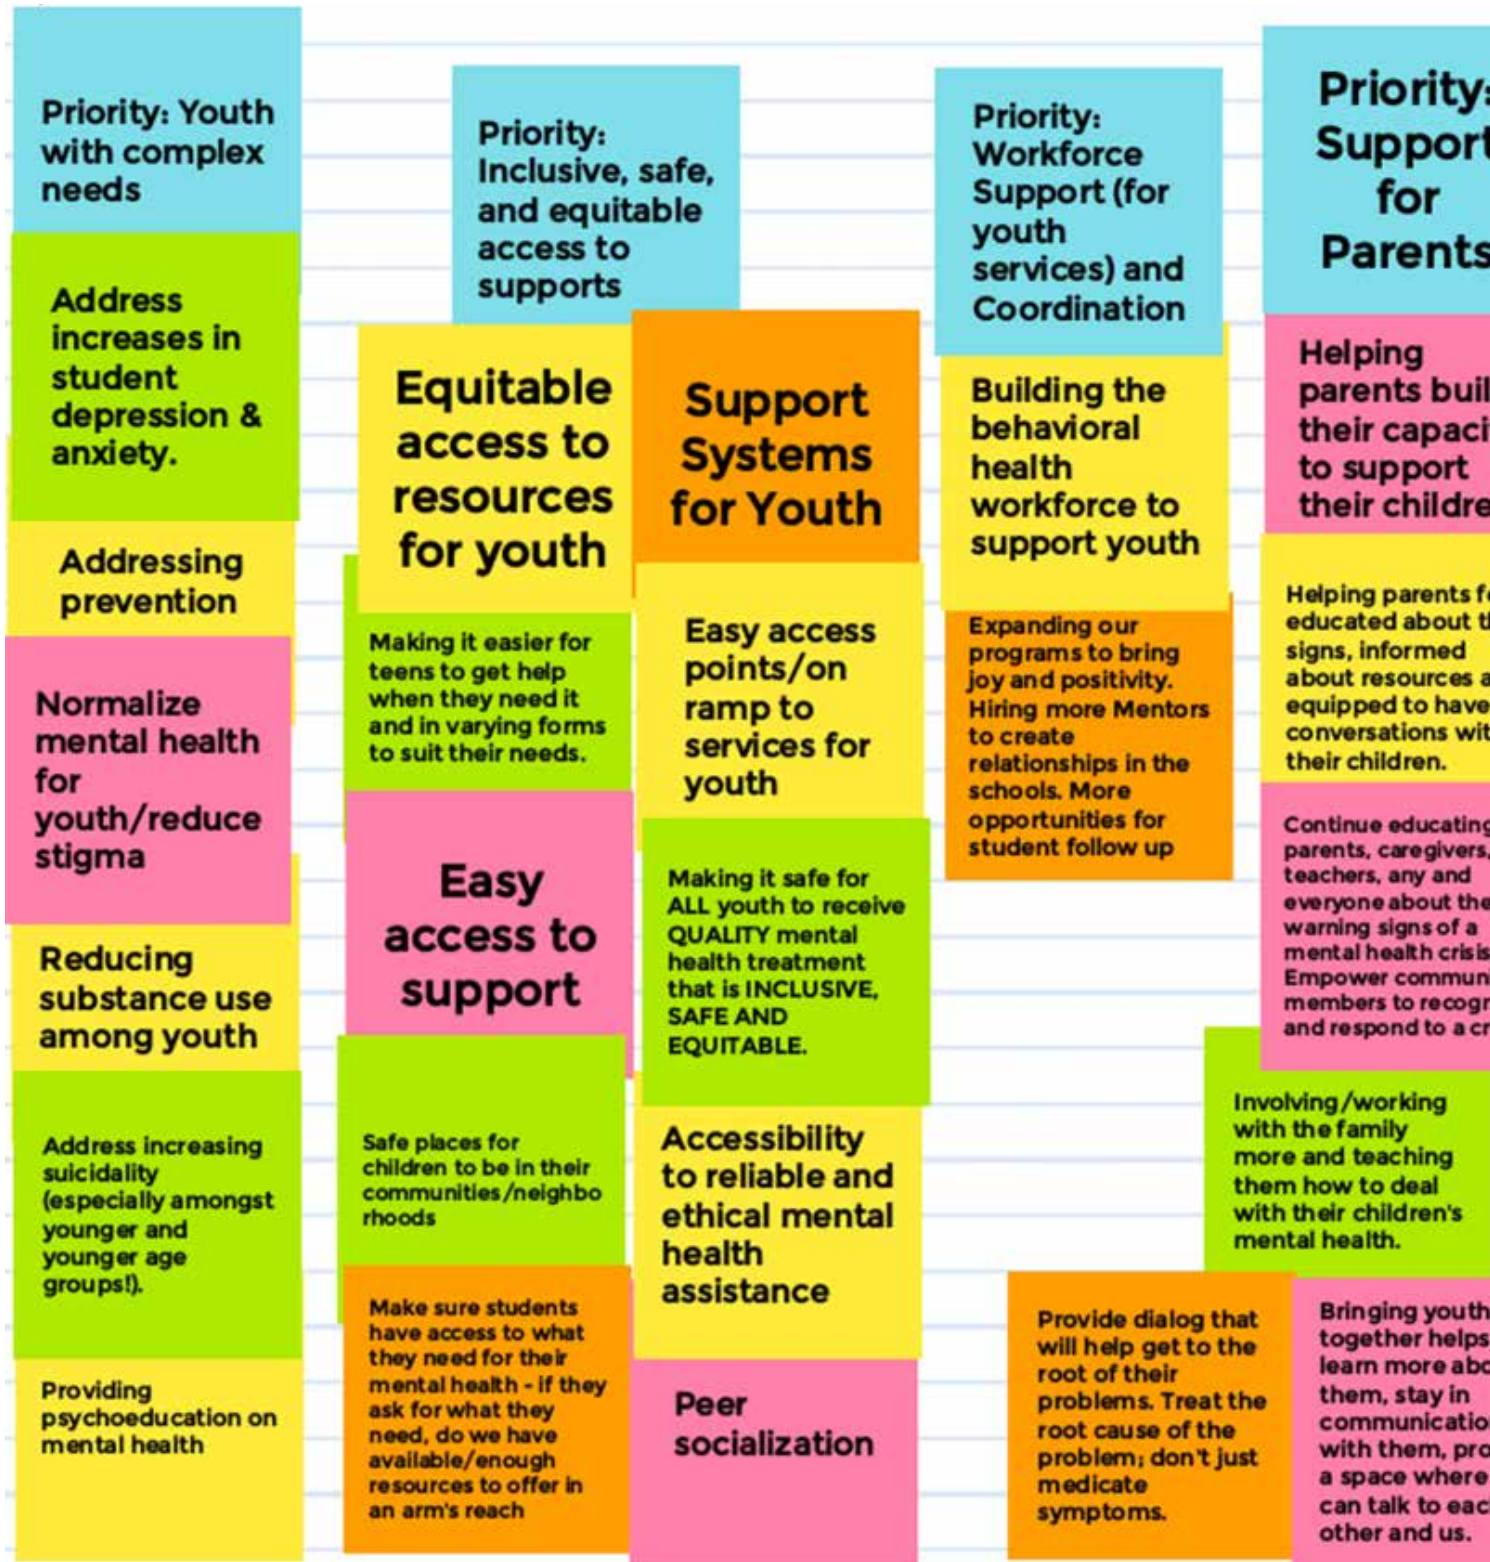 Priority: Youth
with complex
needs
Address
increases in
student
depression &
anxiety.
Addressing
prevention
Normalize
mental health
for
youth/reduce
stigma
Reducing
substance use
among youth
Address increasing
suicidality
(especially amongst
younger and
younger age
groups!).
Providing
psychoeducation on
mental health
Priority:
Inclusive, safe,
and equitable
access to
supports
Equitable
access to
resources
for youth
Making it easier for
teens to get help
when they need it
and in varying forms
to suit their needs.
Easy
access to
support
Safe places for
children to be in their
communities/neighbo
rhoods
Make sure students
have access to what
they need for their
mental health - if they
ask for what they
need, do we have
available/enough
resources to offer in
an arm's reach
Support
Systems
for Youth
Easy access
points/on
ramp to
services for
youth
Making it safe for
ALL youth to receive
QUALITY mental
health treatment
that is INCLUSIVE,
SAFE AND
EQUITABLE.
Accessibility
to reliable and
ethical mental
health
assistance
Peer
socialization
Priority:
Workforce
Support (for
youth
services) and
Coordination
Building the
behavioral
health
workforce to
support youth
Expanding our
programs to bring
joy and positivity.
Hiring more Mentors
to create
relationships in the
schools. More
opportunities for
student follow up
Priority:
Support
for
Parents
Helping
parents buil
their capaci
to support
their childre
Helping parents fe
educated about th
signs, informed
about resources a
equipped to have
conversations wit
their children.
Continue educating
parents, caregivers,
teachers, any and
everyone about the
warning signs of a
mental health crisis
Empower commun
members to recogn
and respond to a cr
Involving/working
with the family
more and teaching
them how to deal
with their children's
mental health.
Provide dialog that
will help get to the
root of their
problems. Treat the
root cause of the
problem; don't just
medicate
symptoms.
Bringing youth
together helps
learn more abo
them, stay in
communicatio
with them, pro
a space where
can talk to eac
other and us.